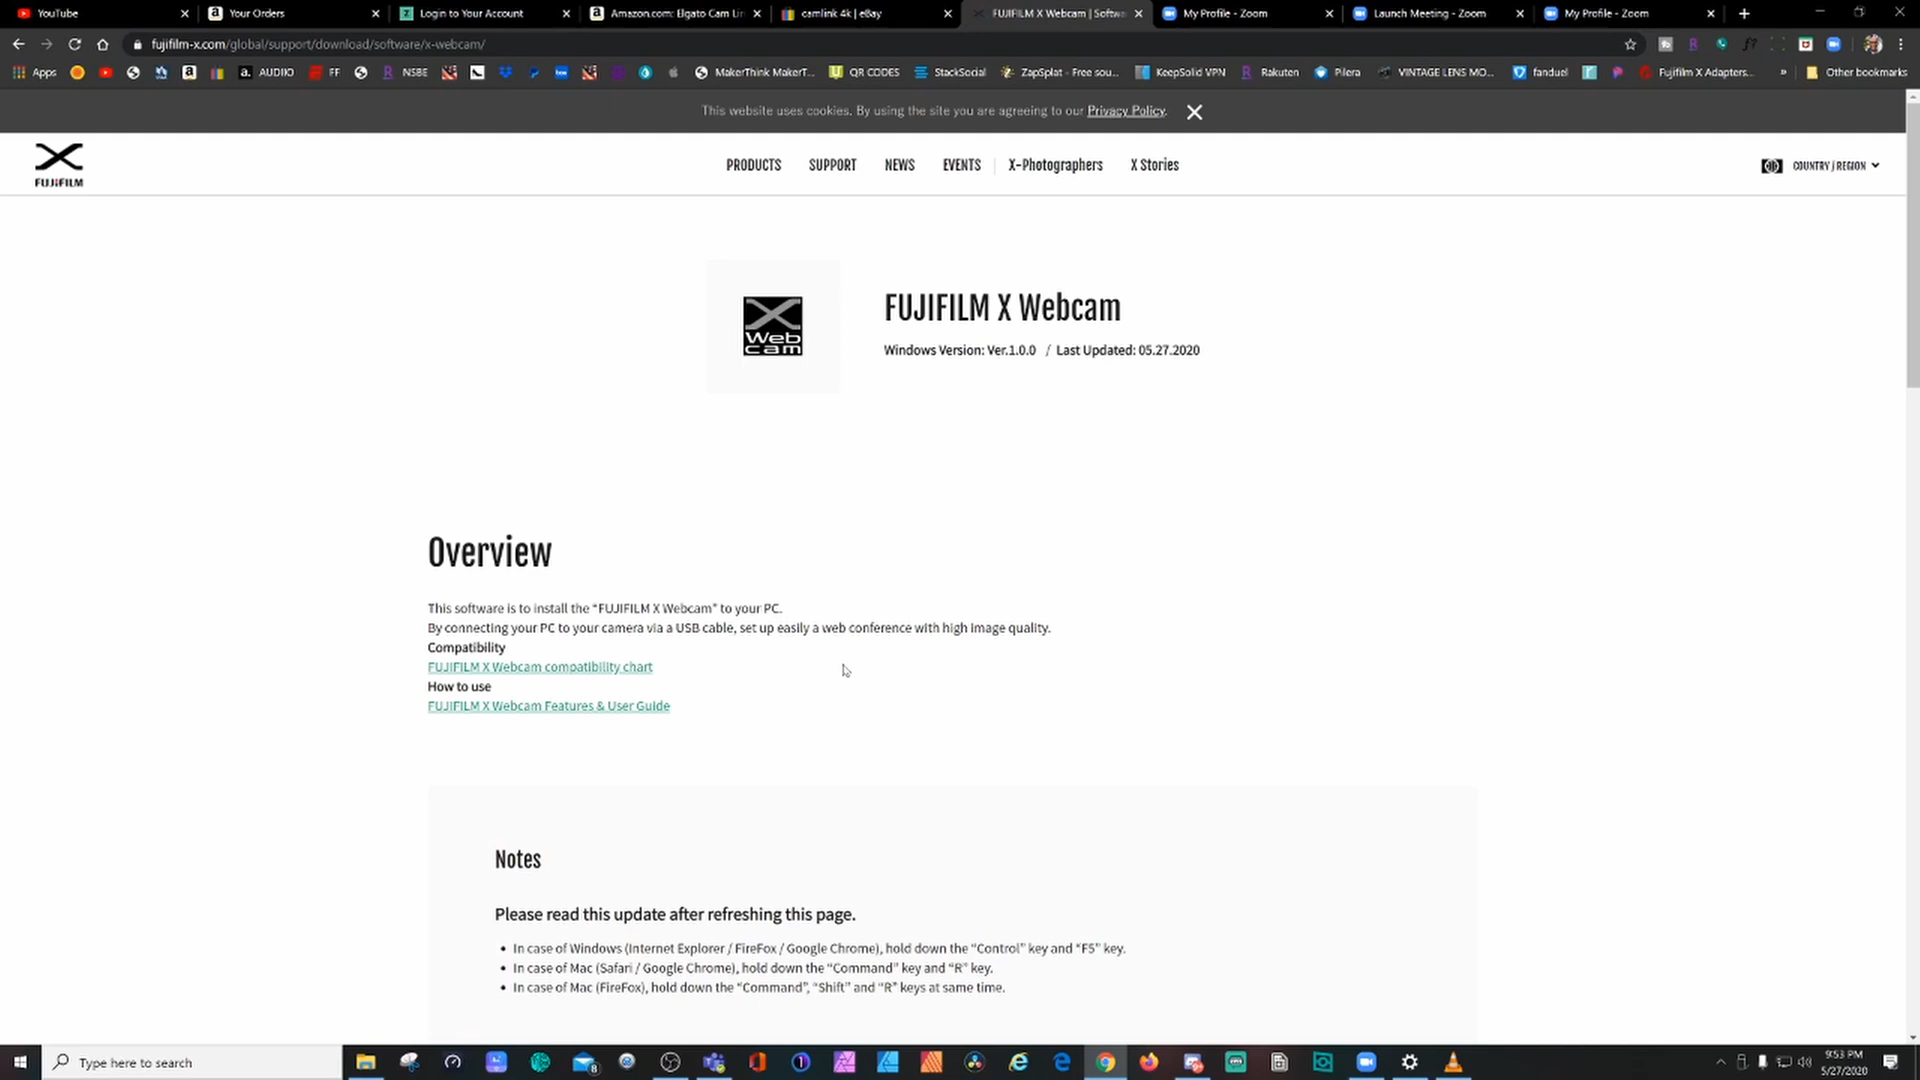 YouTube
Your Orders
Login to Your Account
Amazon.com: Elgato Cam Lin
camlink 4k | eBay
FUJIFILM X Webcam | Softwa
My Profile - Zoom
Launch Meeting - Zoom
My Profile - Zoom
fujifilm-x.com/global/support/download/software/x-webcam/
Apps
AUDIIO
FF
NSBE
MakerThink MakerT...
QR CODES
StackSocial
ZapSplat - Free sou...
KeepSolid VPN
Rakuten
Pilera
VINTAGE LENS MO...
fanduel
Fujifilm X Adapters...
Other bookmarks
This website uses cookies. By using the site you are agreeing to our Privacy Policy.
FUJIFILM
PRODUCTS
SUPPORT
NEWS
EVENTS
X-Photographers
X Stories
COUNTRY / REGION
Web
cam
FUJIFILM X Webcam
Windows Version: Ver.1.0.0 / Last Updated: 05.27.2020
Overview
This software is to install the “FUJIFILM X Webcam” to your PC.
By connecting your PC to your camera via a USB cable, set up easily a web conference with high image quality.
Compatibility
FUJIFILM X Webcam compatibility chart
How to use
FUJIFILM X Webcam Features & User Guide
Notes
Please read this update after refreshing this page.
• In case of Windows (Internet Explorer / FireFox / Google Chrome), hold down the “Control” key and “F5” key.
• In case of Mac (Safari / Google Chrome), hold down the “Command” key and “R” key.
• In case of Mac (FireFox), hold down the “Command”, “Shift” and “R” keys at same time.
Type here to search
8
9:53 PM
5/27/2020